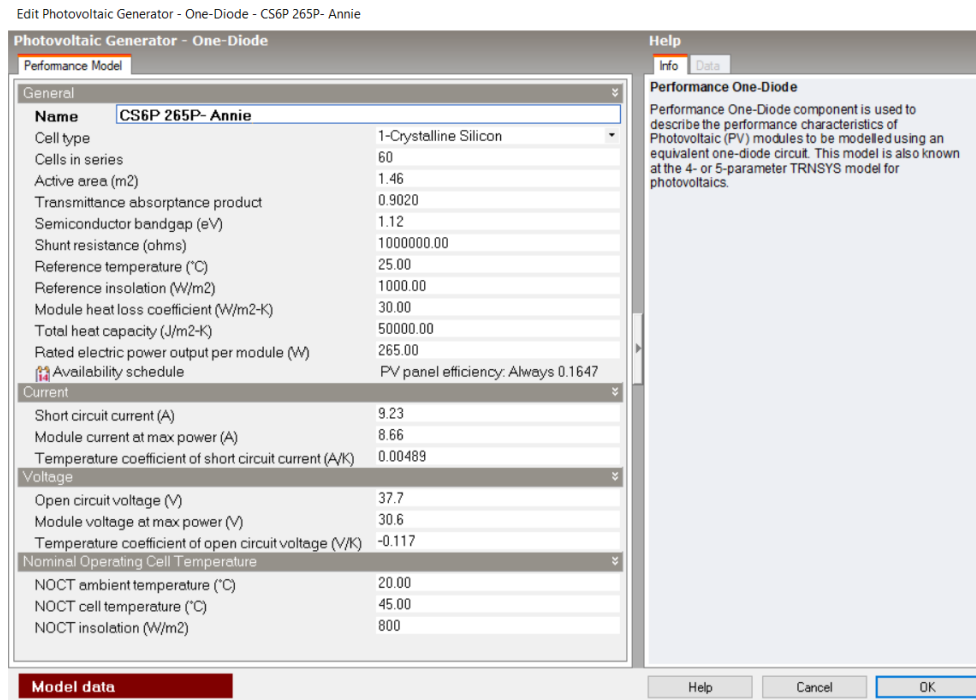 Edit Photovoltaic Generator - One-Diode - CS6P 265P- Annie
Photovoltaic Generator - One-Diode
Performance Model
General
Name CS6P 265P- Annie
Cell type 1-Crystalline Silicon
Cells in series 60
Active area (m2) 1.46
Transmittance absorptance product 0.9020
Semiconductor bandgap (eV) 1.12
Shunt resistance (ohms) 1000000.00
Reference temperature (°C) 25.00
Reference insolation (W/m2) 1000.00
Module heat loss coefficient (W/m2-K) 30.00
Total heat capacity (J/m2-K) 50000.00
Rated electric power output per module (W) 265.00
Availability schedule PV panel efficiency: Always 0.1647
Current
Short circuit current (A) 9.23
Module current at max power (A) 8.66
Temperature coefficient of short circuit current (A/K) 0.00489
Voltage
Open circuit voltage (V) 37.7
Module voltage at max power (V) 30.6
Temperature coefficient of open circuit voltage (V/K) -0.117
Nominal Operating Cell Temperature
NOCT ambient temperature (°C) 20.00
NOCT cell temperature (°C) 45.00
NOCT insolation (W/m2) 800
Model data
Help
Info Data
Performance One-Diode
Performance One-Diode component is used to
describe the performance characteristics of
Photovoltaic (PV) modules to be modelled using an
equivalent one-diode circuit. This model is also known
at the 4- or 5-parameter TRNSYS model for
photovoltaics.
Help Cancel OK